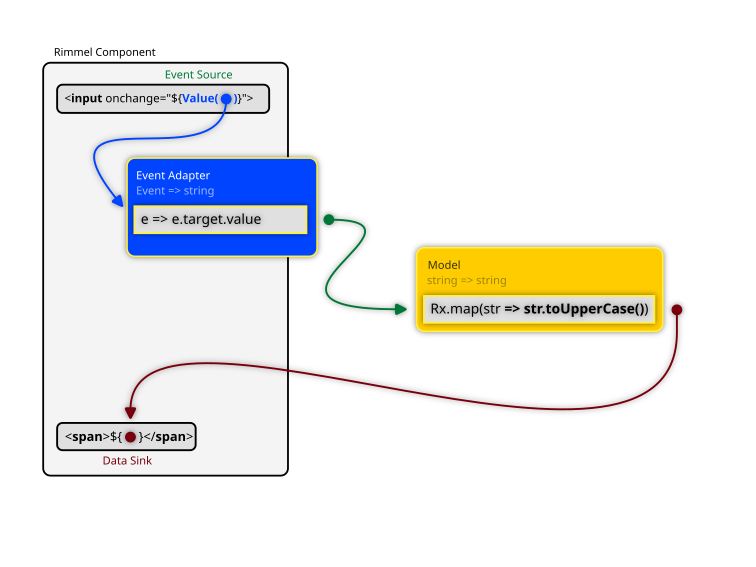 Rimmel Component
Event Source
<input onchange="${Value( )}">
Event Adapter
Event => string
e => e.target.value
Model
string => string
Rx.map(str => str.toUpperCase())
<span>${ }</span>
Data Sink